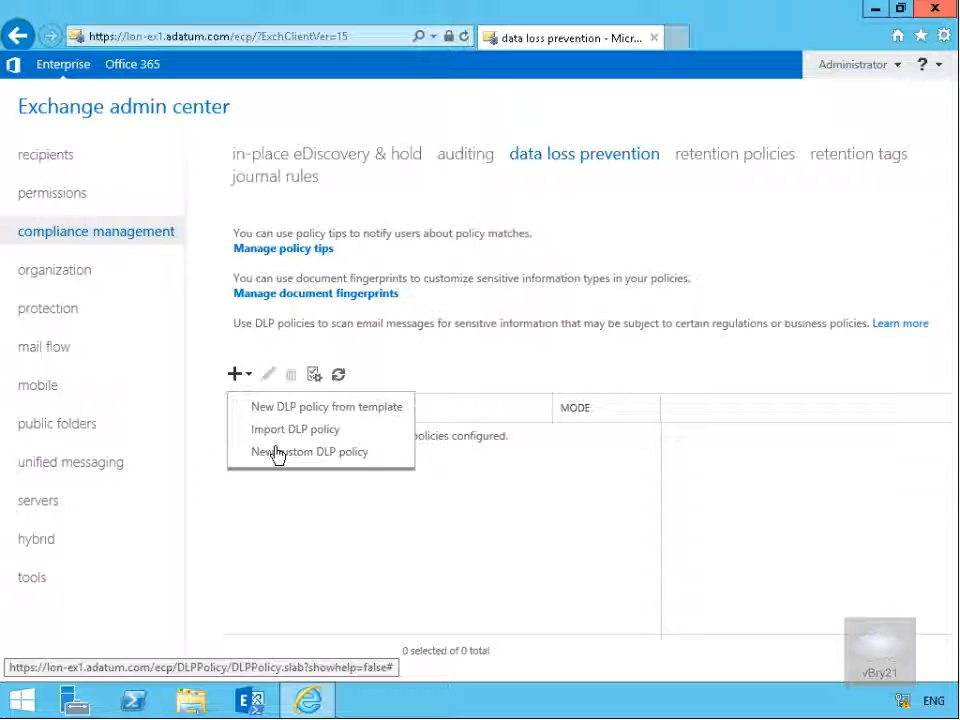 https://lon-ex1.adatum.com/ecp/?ExchClientVer=15
data loss prevention - Micr...
Enterprise Office 365
Administrator ?
Exchange admin center
recipients
permissions
compliance management
organization
protection
mail flow
mobile
public folders
unified messaging
servers
hybrid
tools
in-place eDiscovery & hold auditing data loss prevention retention policies retention tags
journal rules
You can use policy tips to notify users about policy matches.
Manage policy tips
You can use document fingerprints to customize sensitive information types in your policies.
Manage document fingerprints
Use DLP policies to scan email messages for sensitive information that may be subject to certain regulations or business policies. Learn more
New DLP policy from template
Import DLP policy
New custom DLP policy
MODE
policies configured.
0 selected of 0 total
https://lon-ex1.adatum.com/ecp/DLPPolicy/DLPPolicy.slab?showhelp=false#
vBry21
ENG